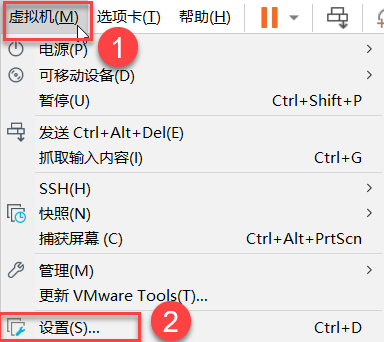 虚拟机(M) 选项卡(T) 帮助(H)
1
电源(P)
可移动设备(D)
暂停(U) Ctrl+Shift+P
发送 Ctrl+Alt+Del(E)
抓取输入内容(I) Ctrl+G
SSH(H)
快照(N)
捕获屏幕 (C) Ctrl+Alt+PrtScn
管理(M)
更新 VMware Tools(T)...
设置(S)... 2 Ctrl+D